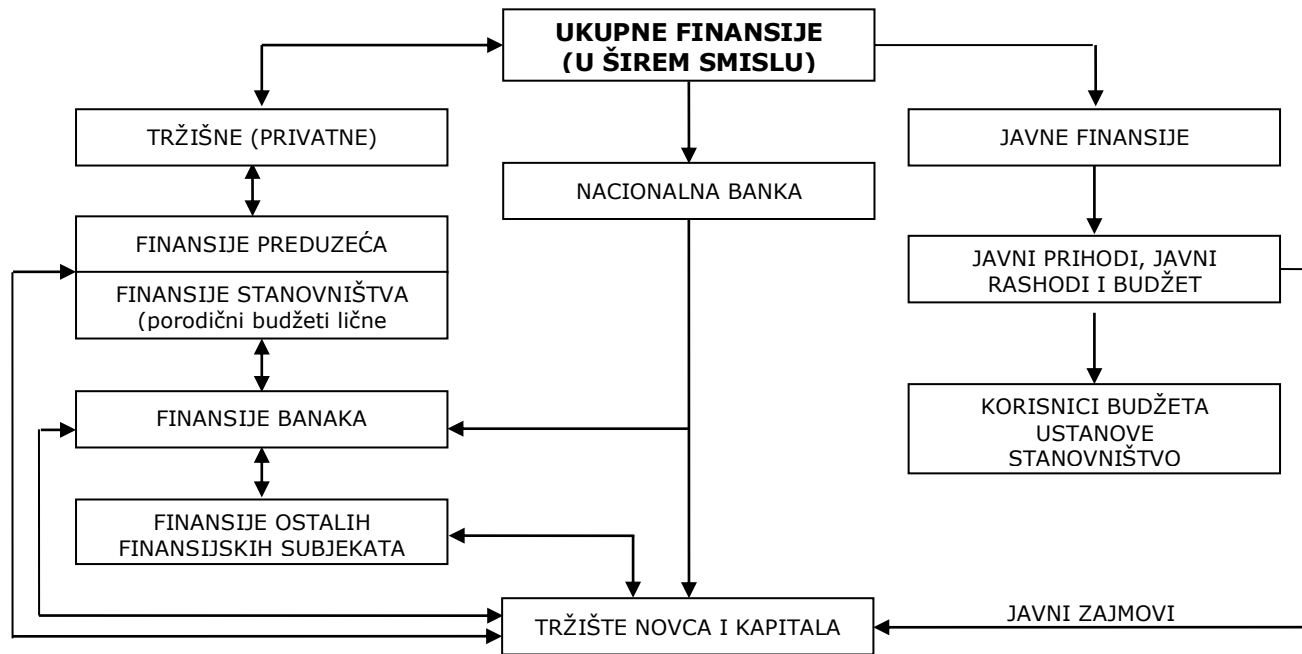 UKUPNE FINANSIJE
(U ŠIREM SMISLU)
TRŽIŠNE (PRIVATNE)
JAVNE FINANSIJE
NACIONALNA BANKA
FINANSIJE PREDUZEĆA
FINANSIJE STANOVNIŠTVA
(porodični budžeti lične
JAVNI PRIHODI, JAVNI
RASHODI I BUDŽET
FINANSIJE BANAKA
KORISNICI BUDŽETA
USTANOVE
STANOVNIŠTVO
FINANSIJE OSTALIH
FINANSIJSKIH SUBJEKATA
TRŽIŠTE NOVCA I KAPITALA
JAVNI ZAJMOVI